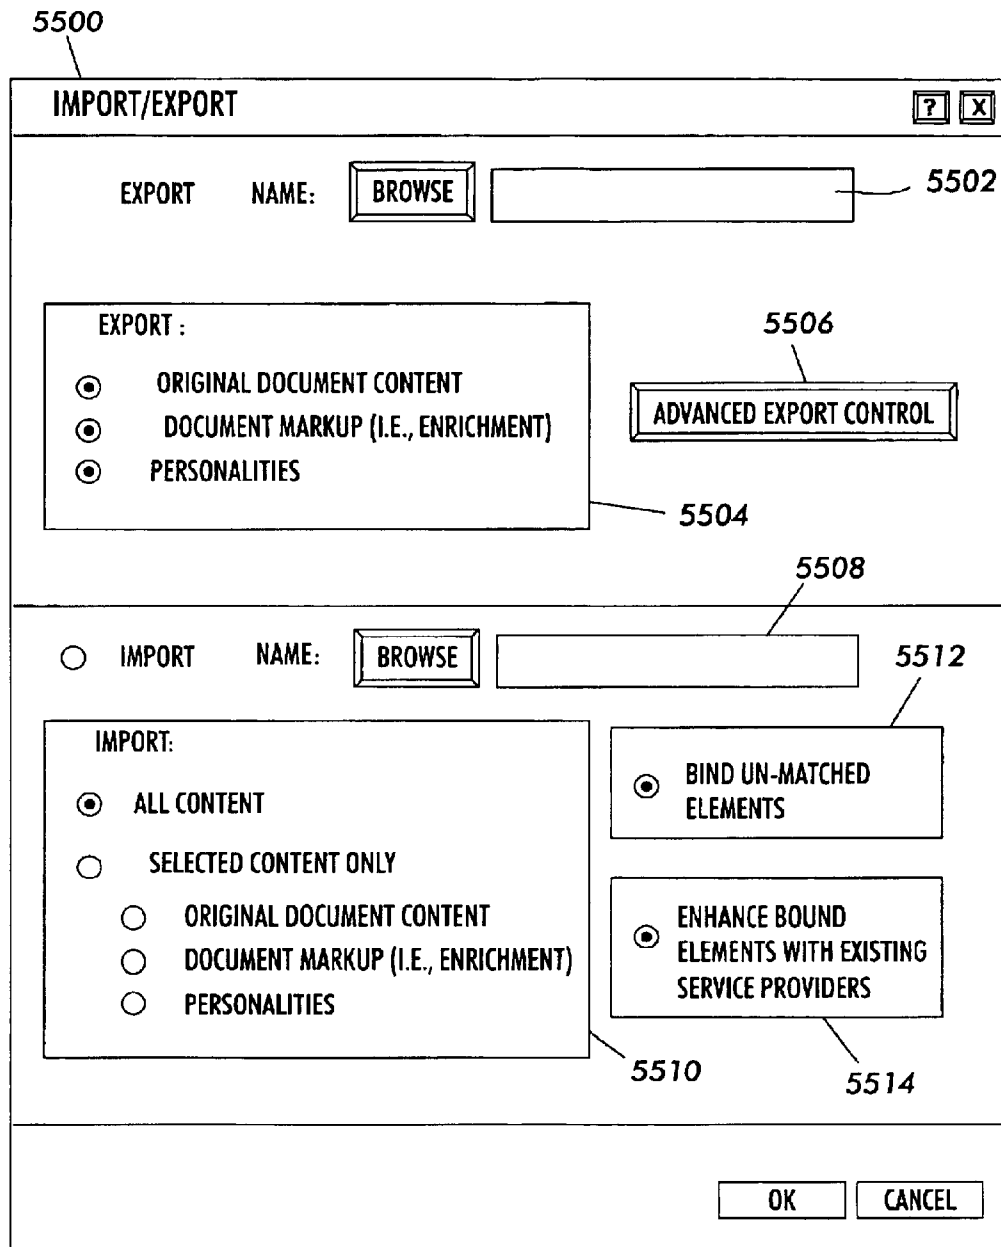 5500
IMPORT/EXPORT ? X
EXPORT NAME: BROWSE 5502
EXPORT :
ORIGINAL DOCUMENT CONTENT
DOCUMENT MARKUP (I.E., ENRICHMENT)
PERSONALITIES
5506
ADVANCED EXPORT CONTROL
5504
5508
IMPORT NAME: BROWSE
5512
IMPORT:
ALL CONTENT
SELECTED CONTENT ONLY
ORIGINAL DOCUMENT CONTENT
DOCUMENT MARKUP (I.E., ENRICHMENT)
PERSONALITIES
5510
BIND UN-MATCHED
ELEMENTS
ENHANCE BOUND
ELEMENTS WITH EXISTING
SERVICE PROVIDERS
5514
OK CANCEL